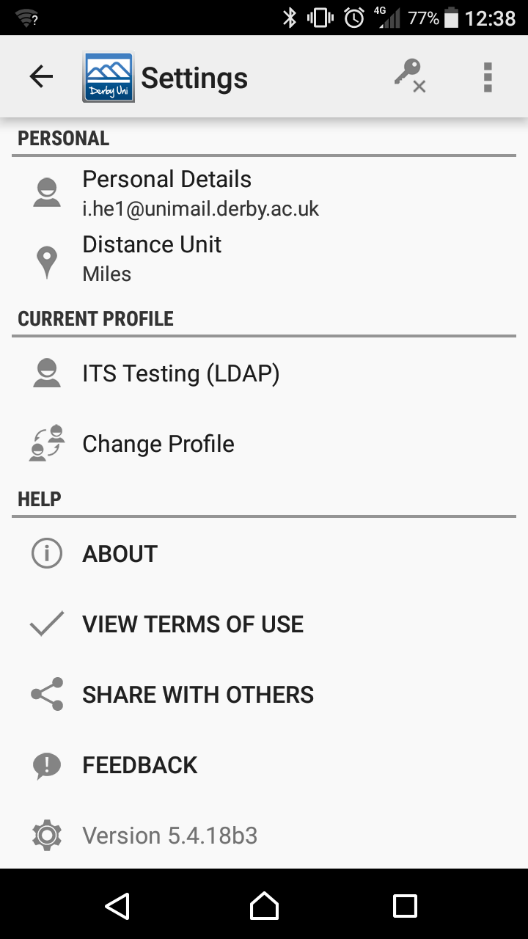 4G
77%
12:38
Derby Uni
Settings
PERSONAL
Personal Details
i.he1@unimail.derby.ac.uk
Distance Unit
Miles
CURRENT PROFILE
ITS Testing (LDAP)
Change Profile
HELP
ABOUT
VIEW TERMS OF USE
SHARE WITH OTHERS
FEEDBACK
Version 5.4.18b3